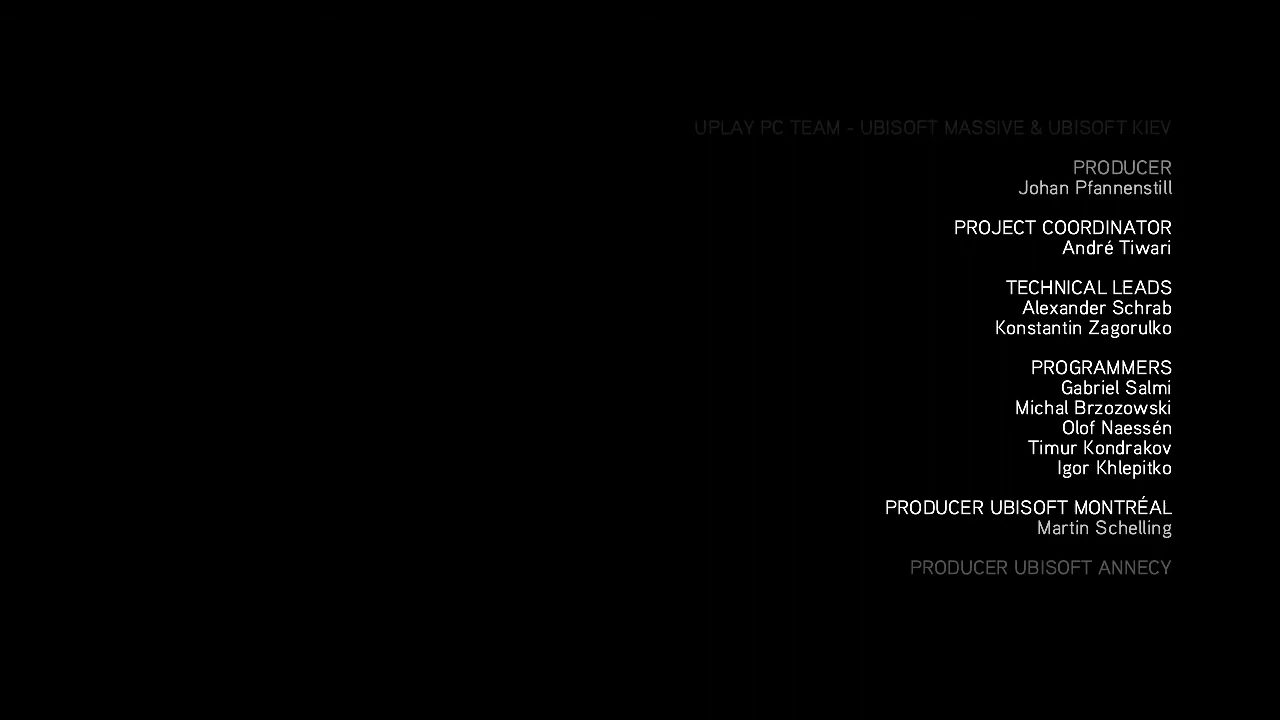 UPLAY PC TEAM - UBISOFT MASSIVE & UBISOFT KIEV
PRODUCER
Johan Pfannenstill
PROJECT COORDINATOR
André Tiwari
TECHNICAL LEADS
Alexander Schrab
Konstantin Zagorulko
PROGRAMMERS
Gabriel Salmi
Michal Brzozowski
Olof Naessén
Timur Kondrakov
Igor Khlepitko
PRODUCER UBISOFT MONTRÉAL
Martin Schelling
PRODUCER UBISOFT ANNECY